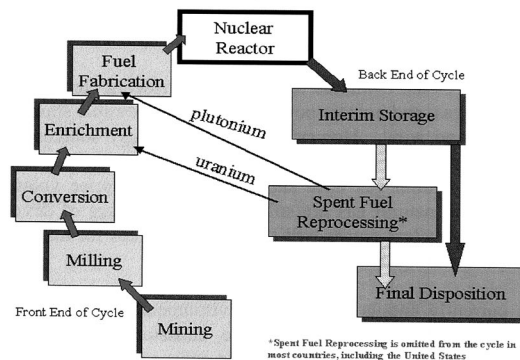 Nuclear
Reactor
Fuel
Fabrication
Back End of Cycle
Interim Storage
plutonium
Enrichment
uranium
Conversion
Spent Fuel
Reprocessing*
Milling
Final Disposition
Front End of Cycle
Mining
*Spent Fuel Reprocessing is omitted from the cycle in
most countries, including the United States